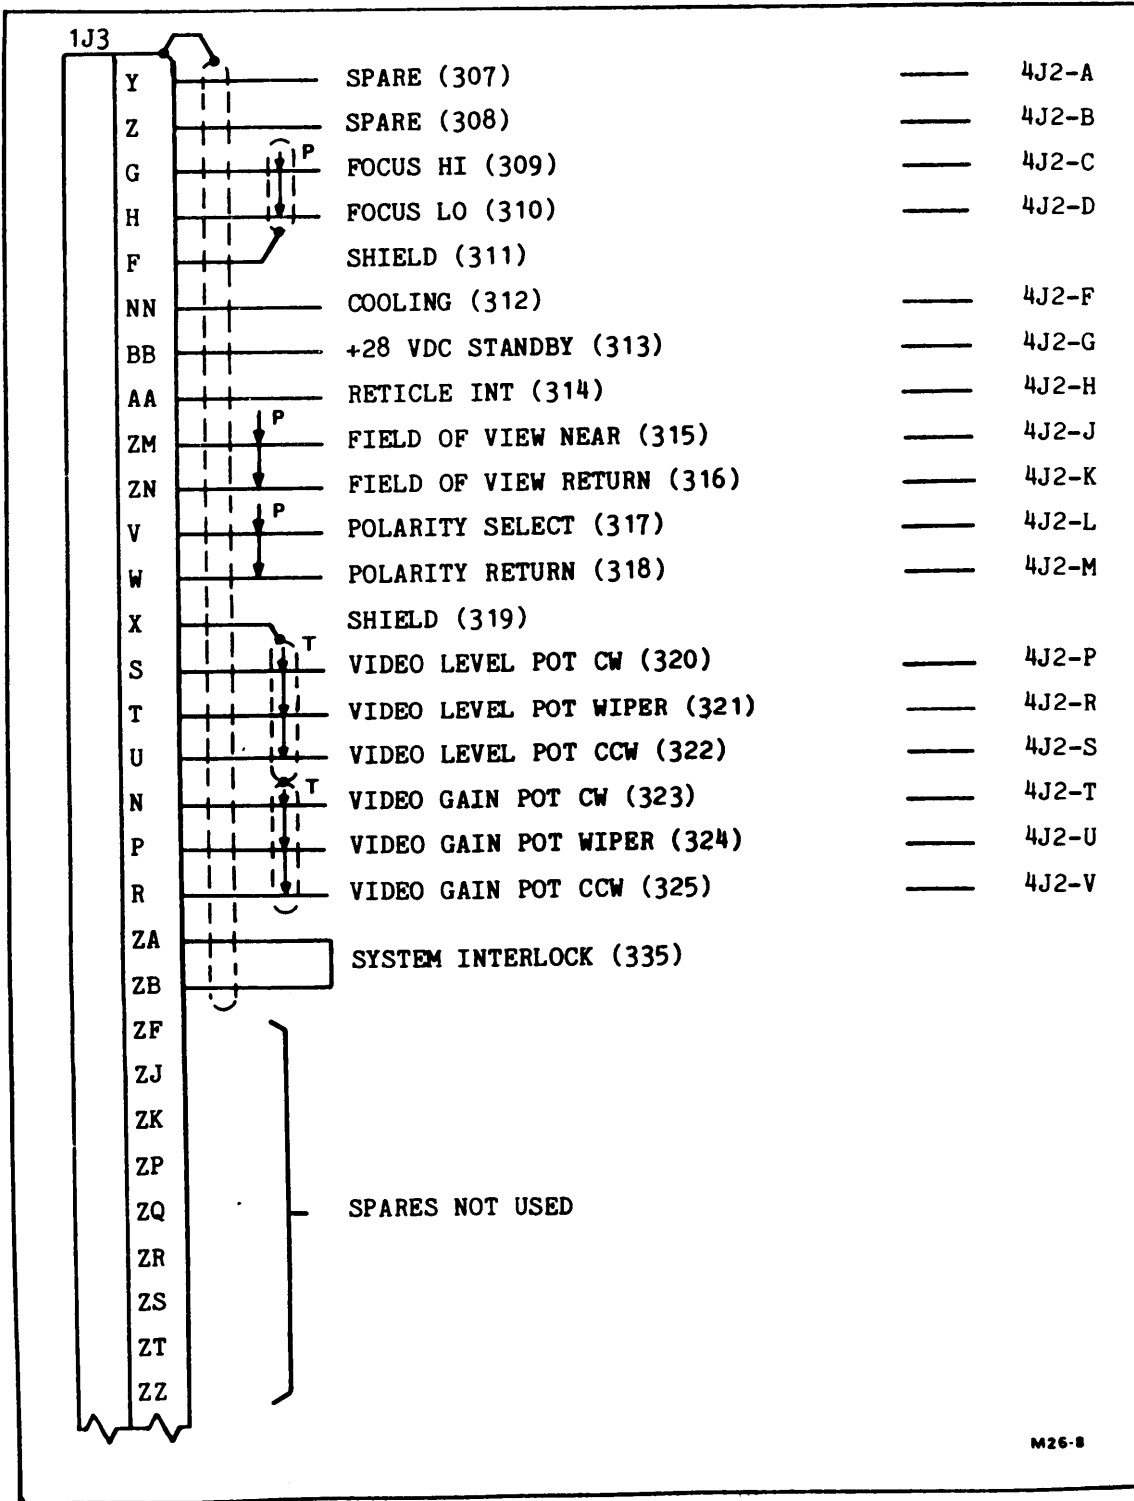 1J3
Y SPARE (307) 4J2-A
Z SPARE (308) 4J2-B
P
G FOCUS HI (309) 4J2-C
H FOCUS LO (310) 4J2-D
F SHIELD (311)
NN COOLING (312) 4J2-F
BB +28 VDC STANDBY (313) 4J2-G
AA RETICLE INT (314) 4J2-H
P
ZM FIELD OF VIEW NEAR (315) 4J2-J
ZN FIELD OF VIEW RETURN (316) 4J2-K
P
V POLARITY SELECT (317) 4J2-L
W POLARITY RETURN (318) 4J2-M
X SHIELD (319)
T
S VIDEO LEVEL POT CW (320) 4J2-P
T VIDEO LEVEL POT WIPER (321) 4J2-R
U VIDEO LEVEL POT CCW (322) 4J2-S
T
N VIDEO GAIN POT CW (323) 4J2-T
P VIDEO GAIN POT WIPER (324) 4J2-U
R VIDEO GAIN POT CCW (325) 4J2-V
ZA
SYSTEM INTERLOCK (335)
ZB
ZF
ZJ
ZK
ZP
ZQ SPARES NOT USED
ZR
ZS
ZT
ZZ
M26-8